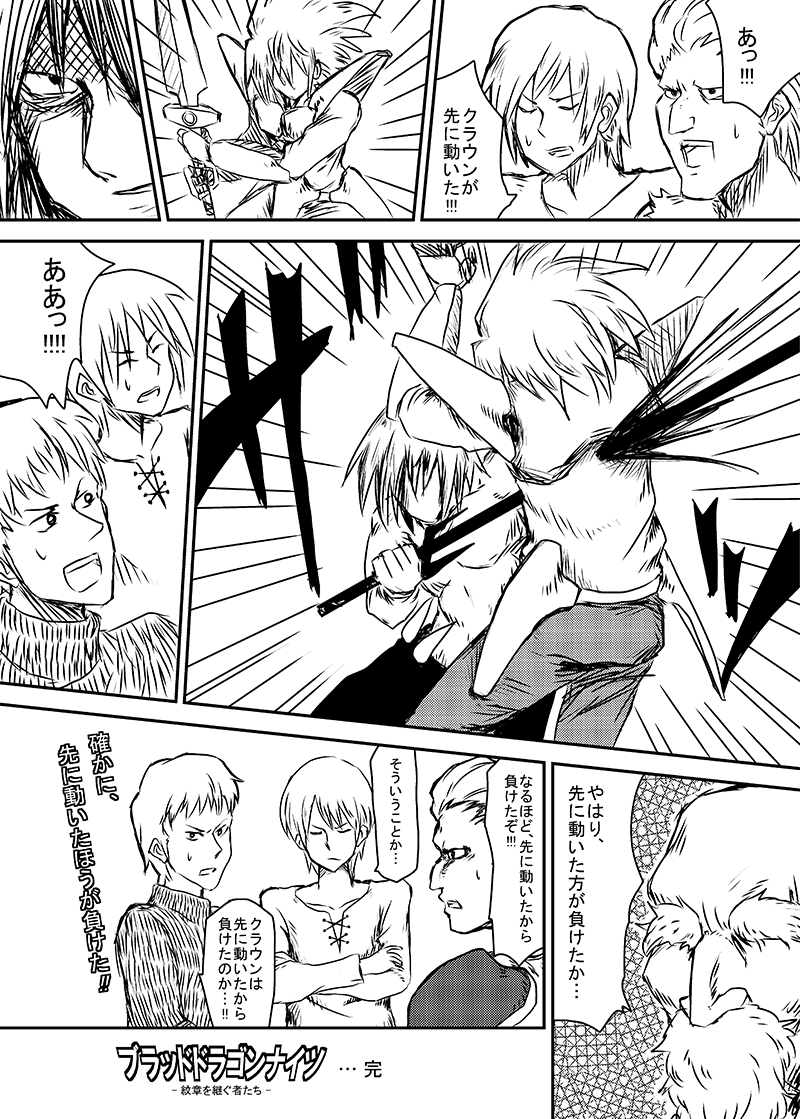 あっ!!!
クラウンが
先に動いた!!!
ああっ!!!!
ザン
やはり、
先に動いた方が
負けたか…
なるほど、先に動いたから
負けたぞ!!!
そういうことか…
クラウンは
先に動いたから
負けたのか…!!
確かに、
先に動いたほうが負けた!!
ブラッドドラゴンナイツ
- 紋章を継ぐ者たち -
… 完